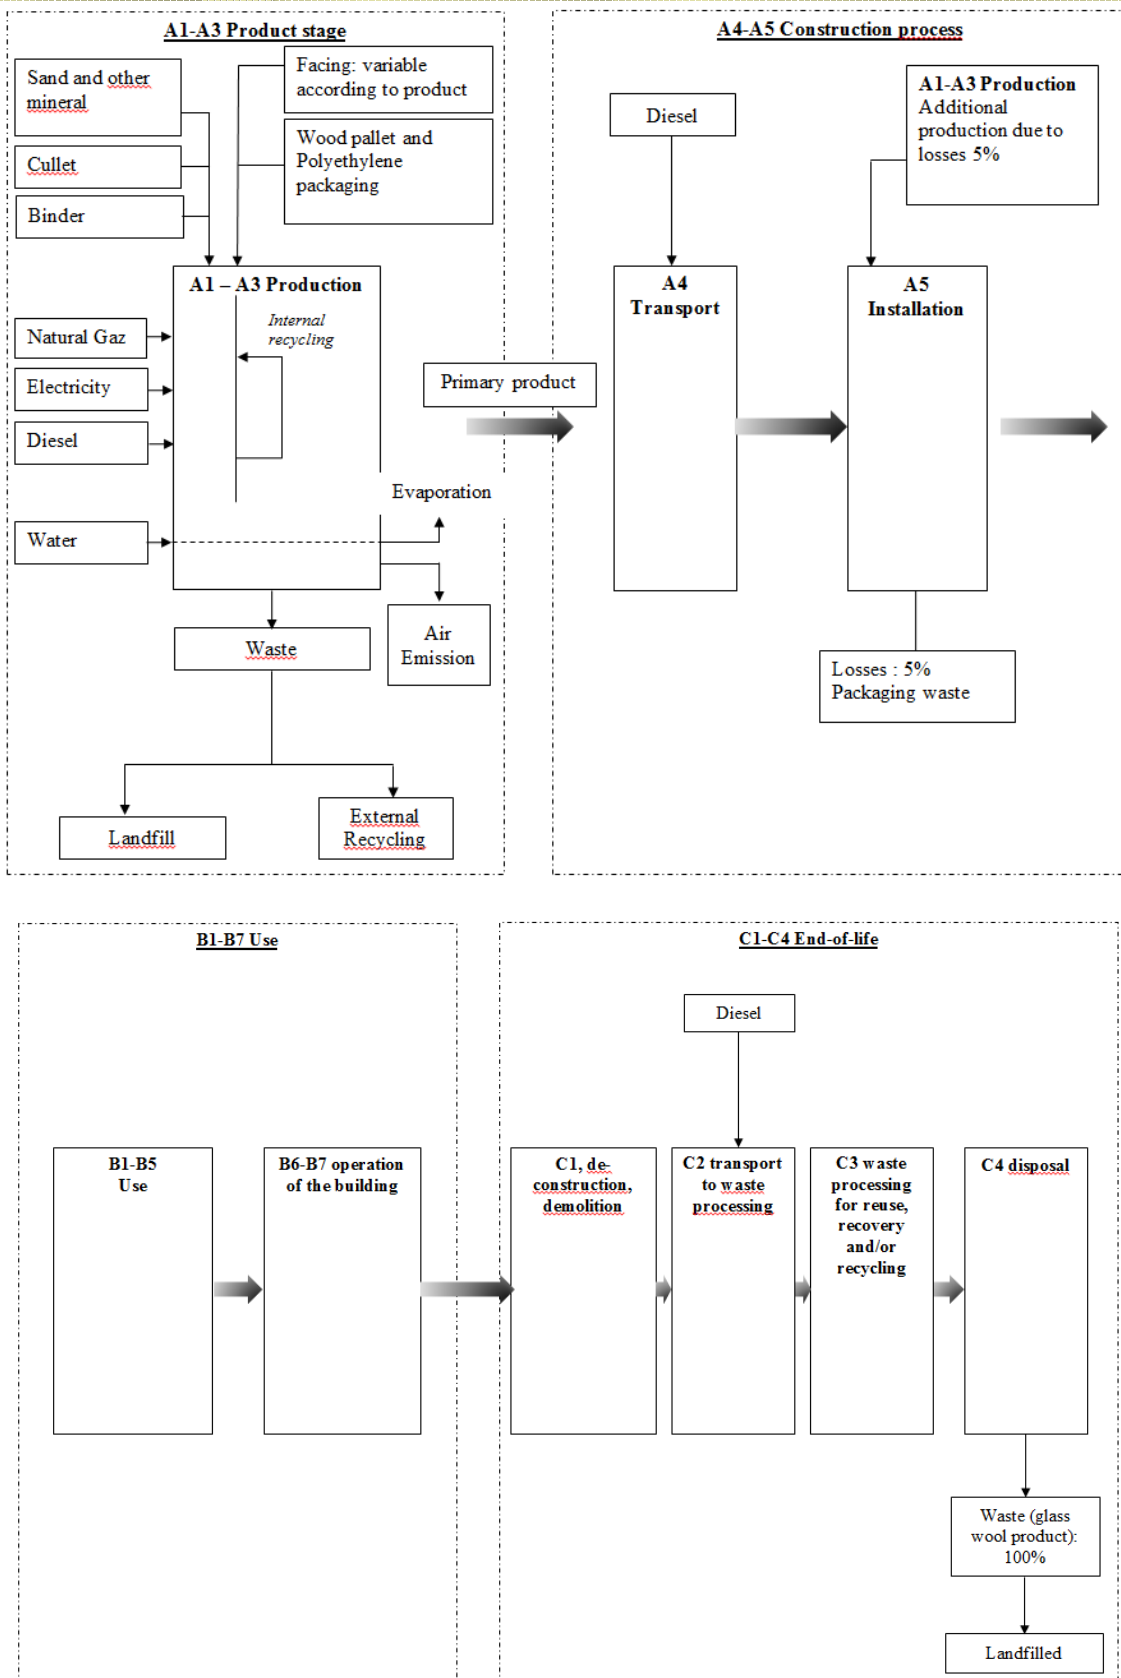 A1-A3 Product stage
Sand and other
mineral
Cullet
Binder
Facing: variable
according to product
Wood pallet and
Polyethylene
packaging
A1 – A3 Production
Internal
recycling
Natural Gaz
Electricity
Diesel
Water
Evaporation
Air
Emission
Waste
Landfill
External
Recycling
Primary product
A4-A5 Construction process
Diesel
A1-A3 Production
Additional
production due to
losses 5%
A4
Transport
A5
Installation
Losses : 5%
Packaging waste
B1-B7 Use
B1-B5
Use
B6-B7 operation
of the building
C1-C4 End-of-life
Diesel
C1, de-
construction,
demolition
C2 transport
to waste
processing
C3 waste
processing
for reuse,
recovery
and/or
recycling
C4 disposal
Waste (glass
wool product):
100%
Landfilled